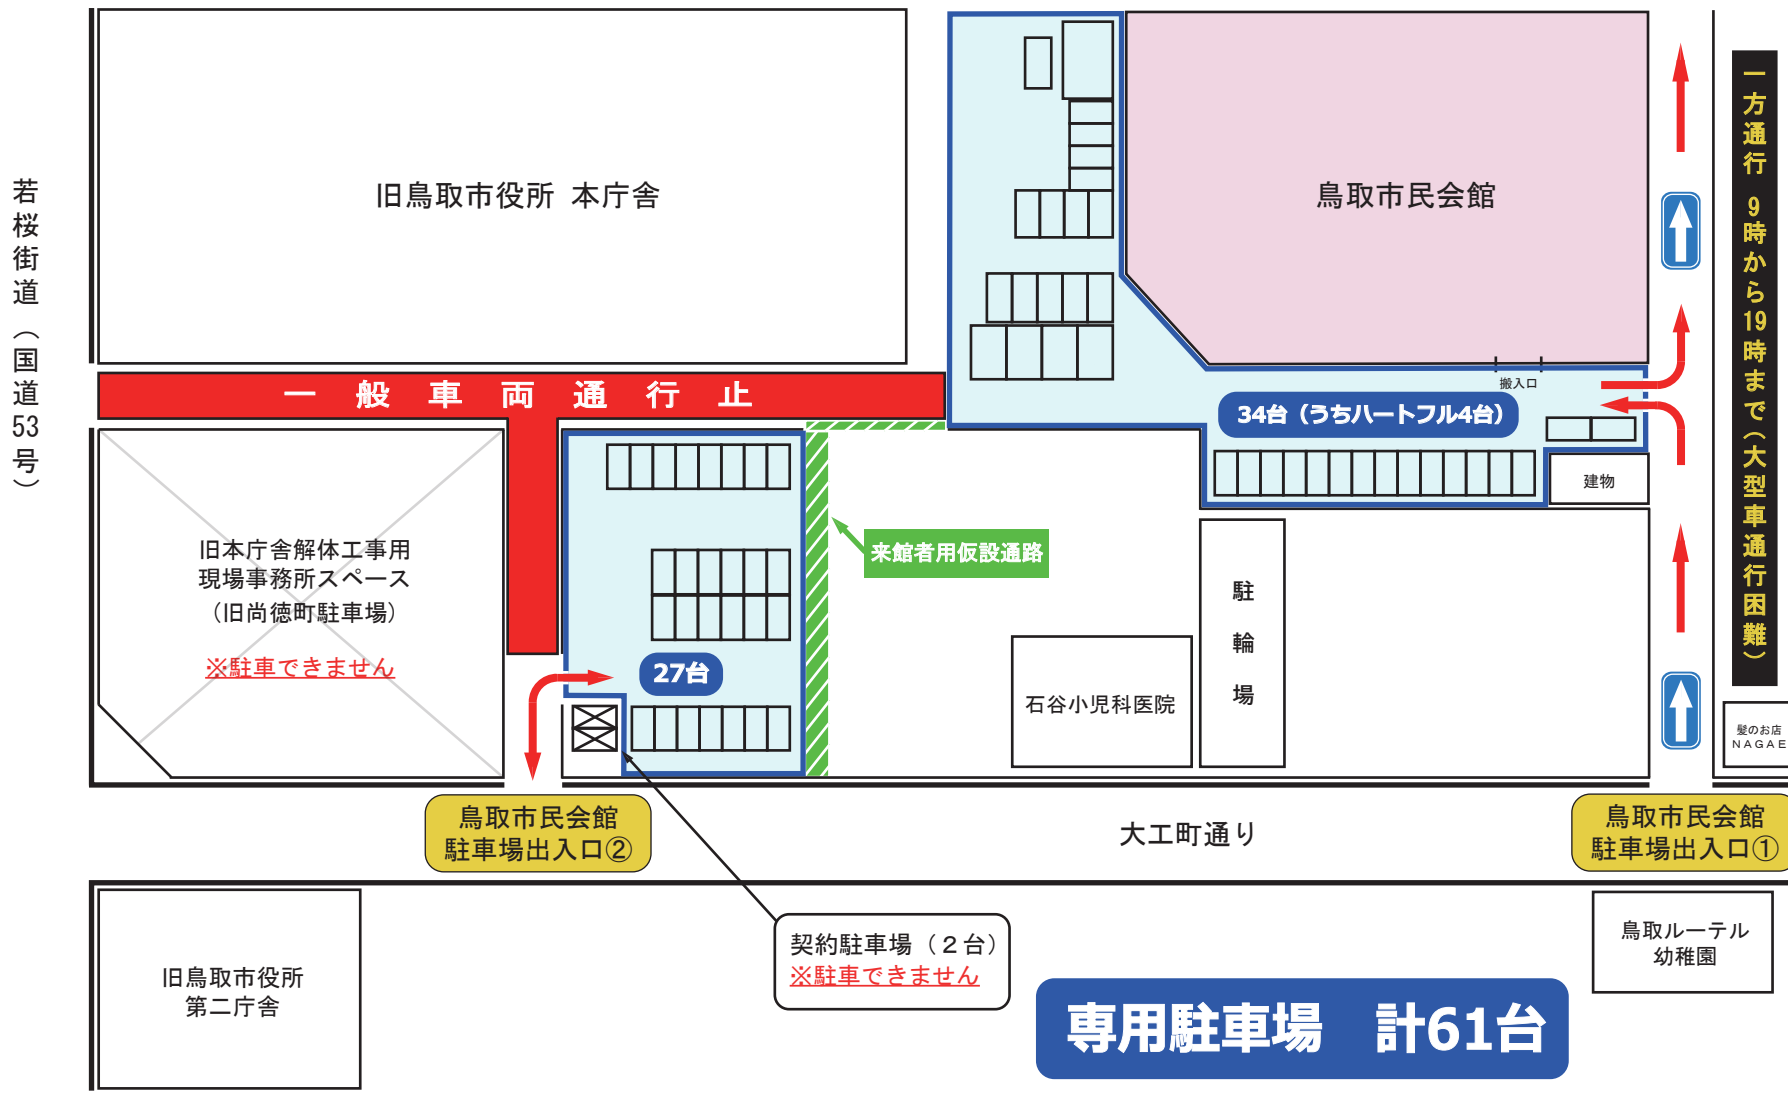 若桜街道（国道53号）
旧鳥取市役所 本庁舎
鳥取市民会館
一方通行 9時から19時まで（大型車通行困難）
一般車両通行止
搬入口
34台（うちハートフル4台）
建物
旧本庁舎解体工事用
現場事務所スペース
（旧尚徳町駐車場）
※駐車できません
来館者用仮設通路
27台
駐輪場
石谷小児科医院
髪のお店
NAGAE
鳥取市民会館
駐車場出入口②
大工町通り
鳥取市民会館
駐車場出入口①
旧鳥取市役所
第二庁舎
契約駐車場（２台）
※駐車できません
鳥取ルーテル
幼稚園
専用駐車場　計61台